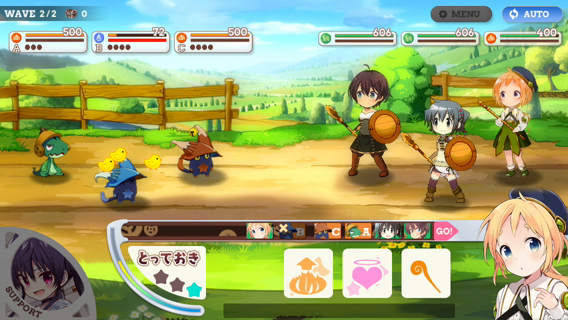 WAVE 2/2 0
MENU
AUTO
500
72
500
606
606
400
A
B
C
B
C
A
GO!
とっておき
SUPPORT